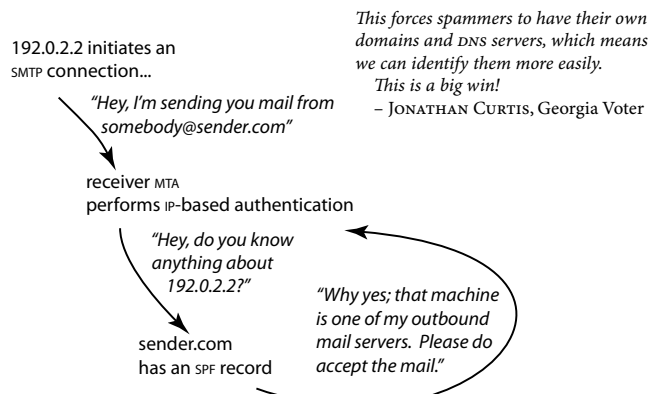 This forces spammers to have their own
domains and DNS servers, which means
we can identify them more easily.
This is a big win!
– Jonathan Curtis, Georgia Voter
192.0.2.2 initiates an
SMTP connection...
“Hey, I’m sending you mail from
somebody@sender.com”
receiver MTA
performs IP-based authentication
“Hey, do you know
anything about
192.0.2.2?”
“Why yes; that machine
is one of my outbound
mail servers. Please do
accept the mail.”
sender.com
has an SPF record